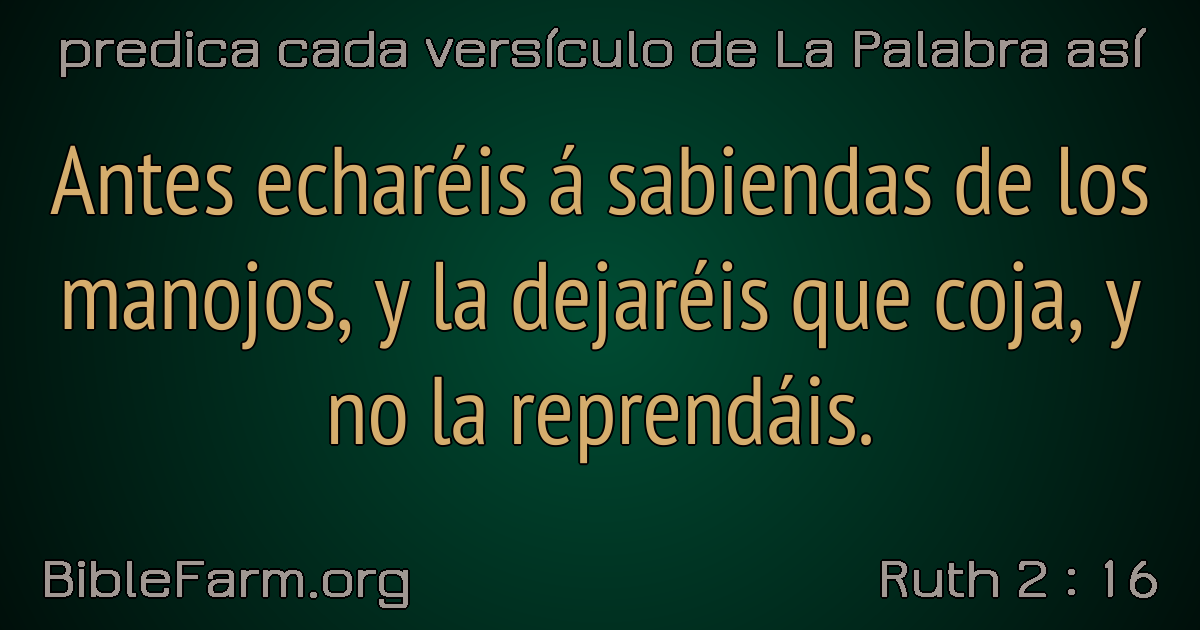 predica cada versículo de La Palabra así
Antes echaréis á sabiendas de los
manojos, y la dejaréis que coja, y
no la reprendáis.
BibleFarm.org
Ruth 2 : 16